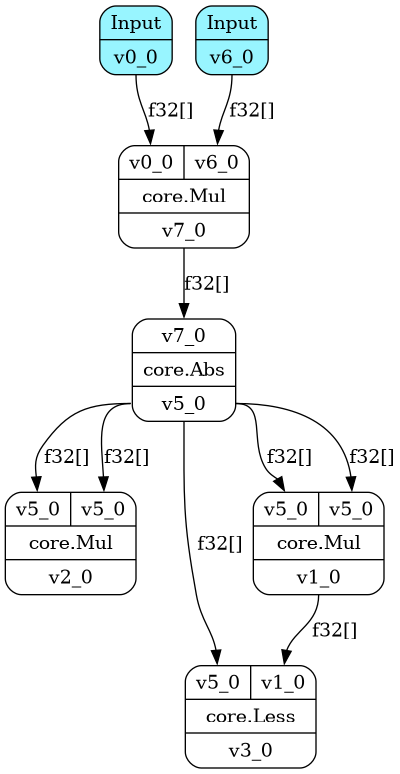 Input
v0_0
Input
v6_0
f32[]
f32[]
v0_0 v6_0
core.Mul
v7_0
f32[]
v7_0
core.Abs
v5_0
f32[] f32[] f32[] f32[]
v5_0 v5_0
core.Mul
v2_0
f32[]
v5_0 v5_0
core.Mul
v1_0
f32[]
v5_0 v1_0
core.Less
v3_0